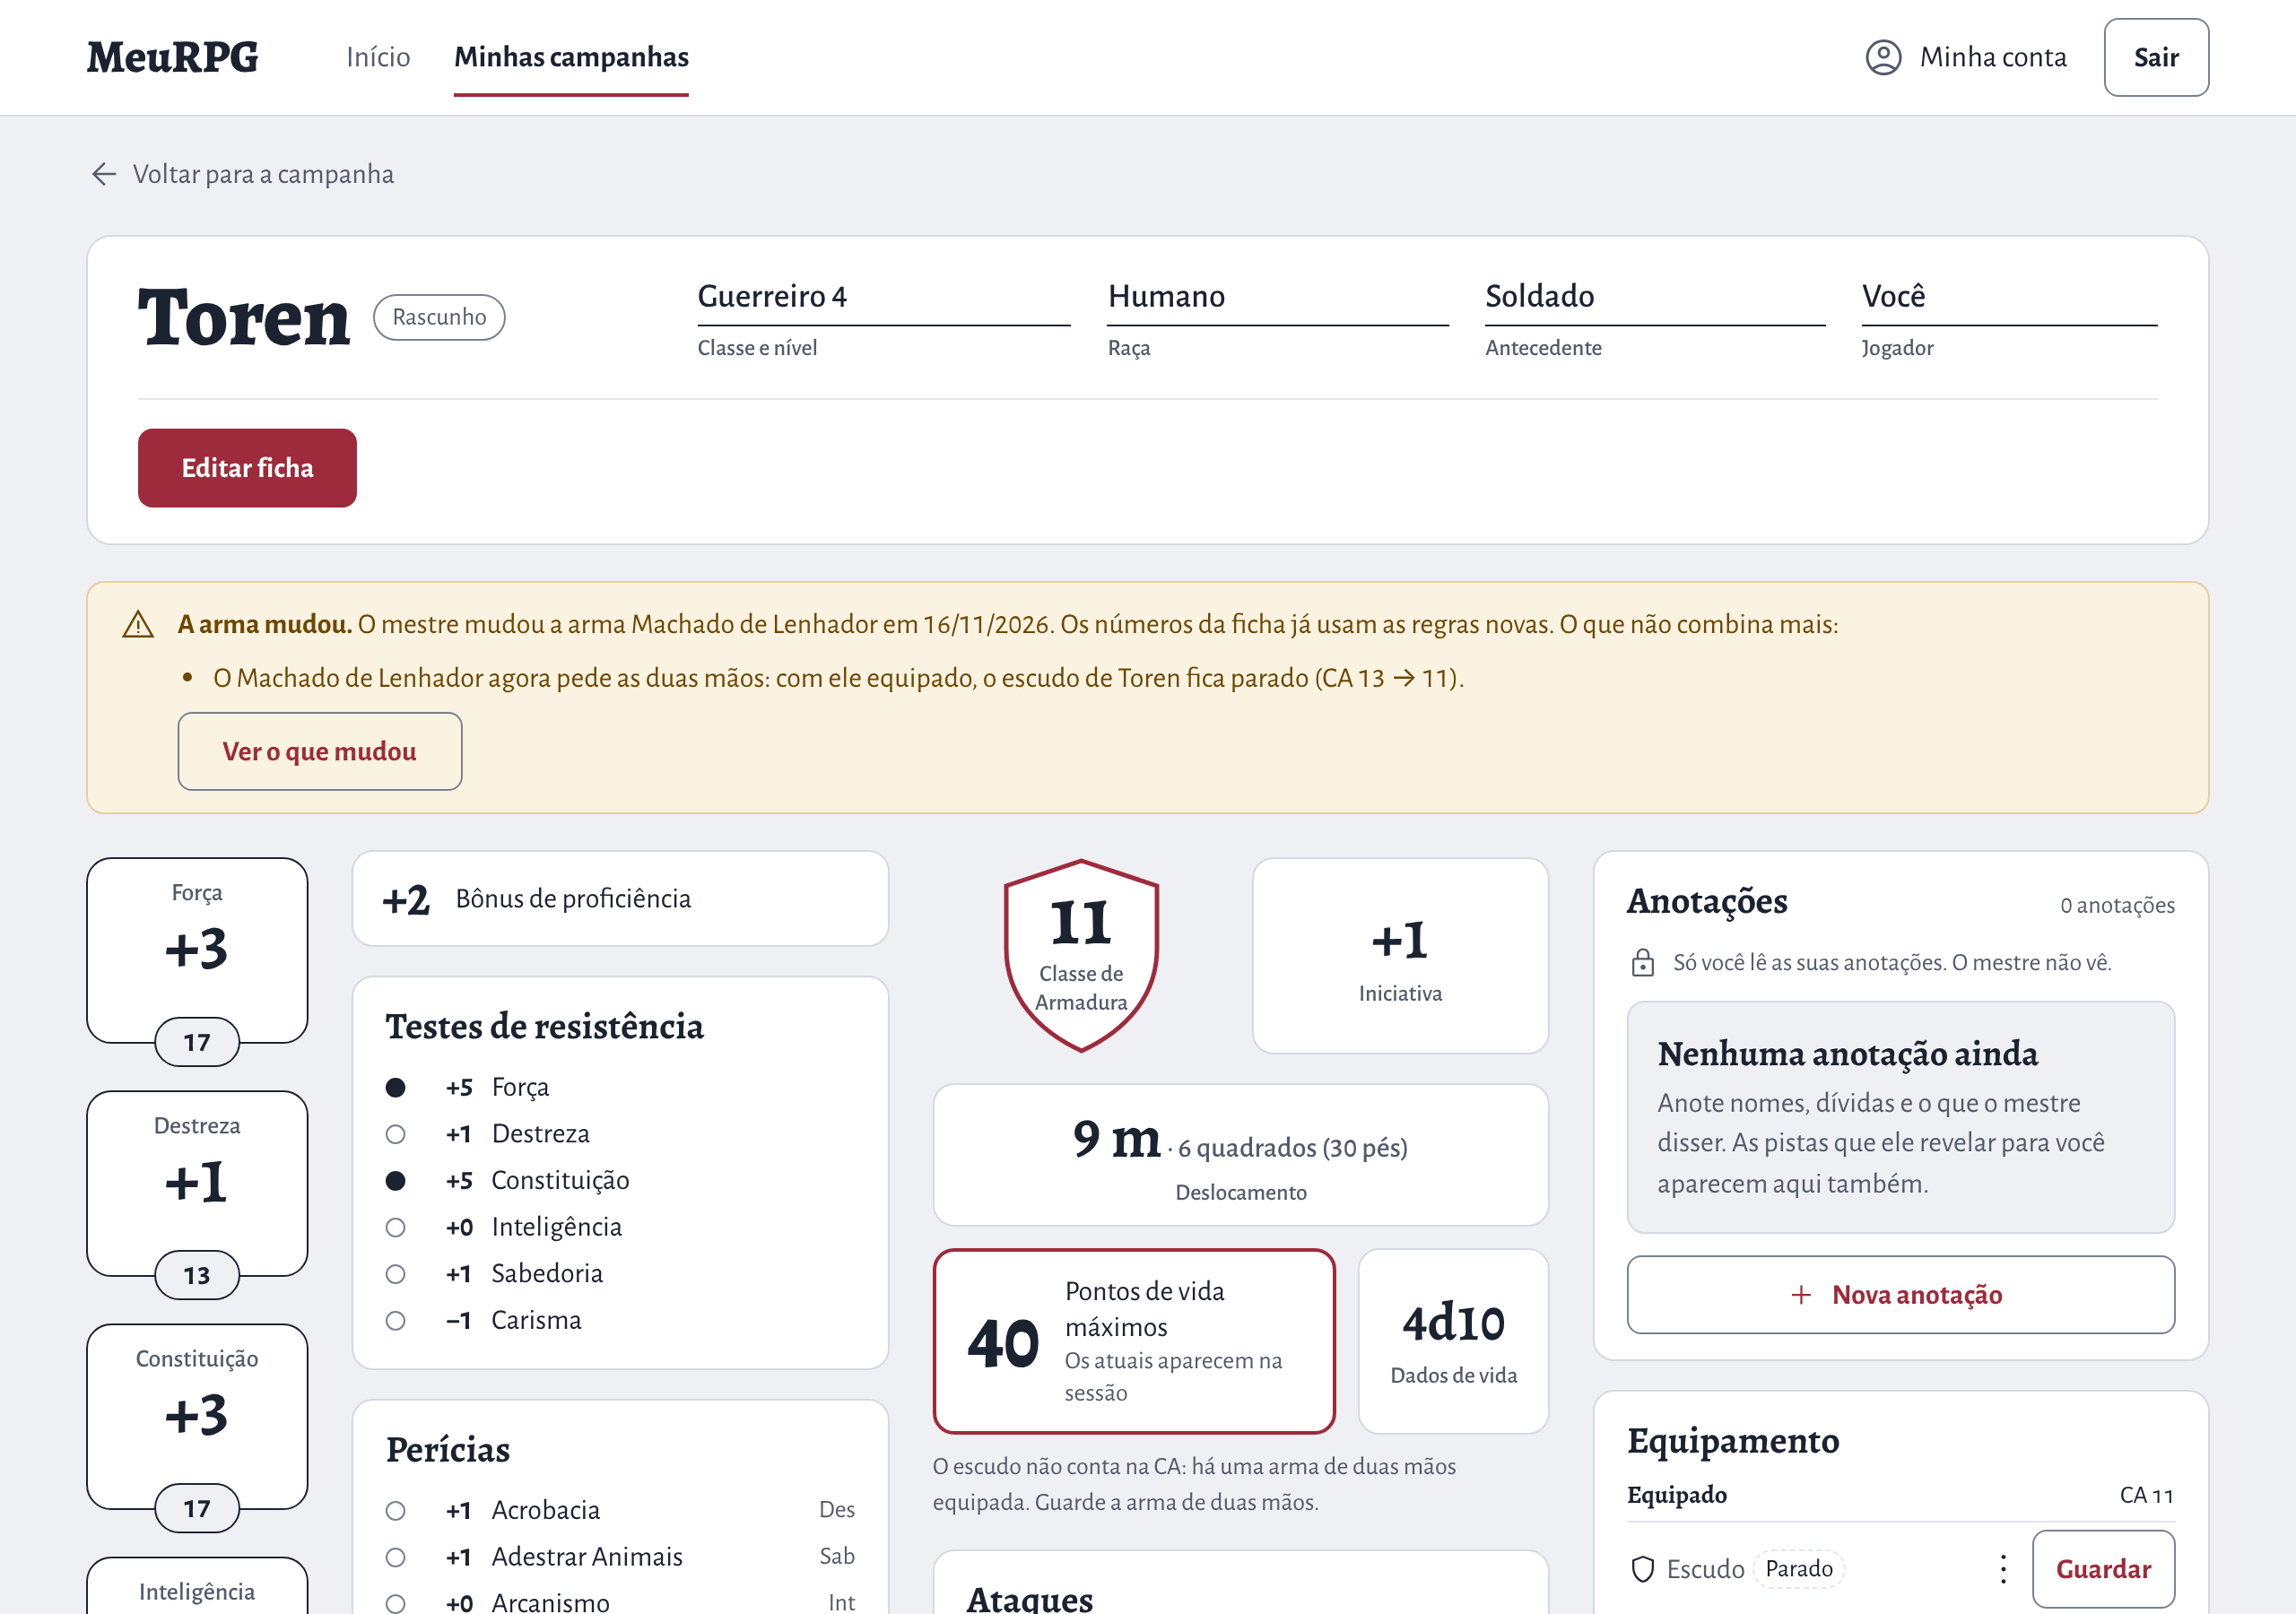 MeuRPG
Início
Minhas campanhas
Minha conta
Sair
Voltar para a campanha
Toren
Rascunho
Guerreiro 4
Classe e nível
Humano
Raça
Soldado
Antecedente
Você
Jogador
Editar ficha
A arma mudou. O mestre mudou a arma Machado de Lenhador em 16/11/2026. Os números da ficha já usam as regras novas. O que não combina mais:
• O Machado de Lenhador agora pede as duas mãos: com ele equipado, o escudo de Toren fica parado (CA 13 → 11).
Ver o que mudou
Força
+3
17
Destreza
+1
13
Constituição
+3
17
Inteligência
+2 Bônus de proficiência
Testes de resistência
+5 Força
+1 Destreza
+5 Constituição
+0 Inteligência
+1 Sabedoria
−1 Carisma
Perícias
+1 Acrobacia Des
+1 Adestrar Animais Sab
+0 Arcanismo Int
11
Classe de
Armadura
+1
Iniciativa
9 m · 6 quadrados (30 pés)
Deslocamento
40
Pontos de vida
máximos
Os atuais aparecem na
sessão
4d10
Dados de vida
O escudo não conta na CA: há uma arma de duas mãos
equipada. Guarde a arma de duas mãos.
Ataques
Anotações
0 anotações
Só você lê as suas anotações. O mestre não vê.
Nenhuma anotação ainda
Anote nomes, dívidas e o que o mestre
disser. As pistas que ele revelar para você
aparecem aqui também.
+ Nova anotação
Equipamento
Equipado
CA 11
Escudo
Parado
Guardar